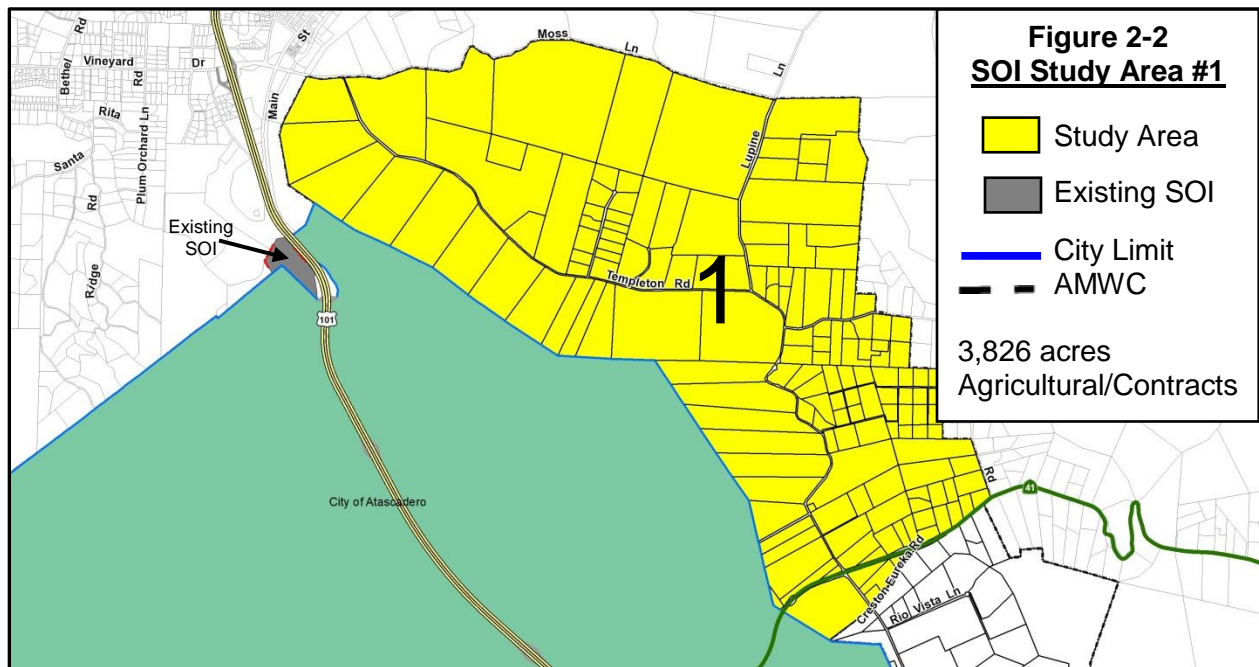 Figure 2-2
SOI Study Area #1
Study Area
Existing SOI
City Limit
AMWC
3,826 acres
Agricultural/Contracts
Moss Ln
Ln
Lupine
Bethel Rd
Vineyard Dr
Rd
St
Main
Rita
Plum Orchard Ln
Santa
Rd
Ridge
Existing
SOI
Templeton Rd
1
101
City of Atascadero
Rd
41
Creston-Eureka Rd
Rio Vista Ln